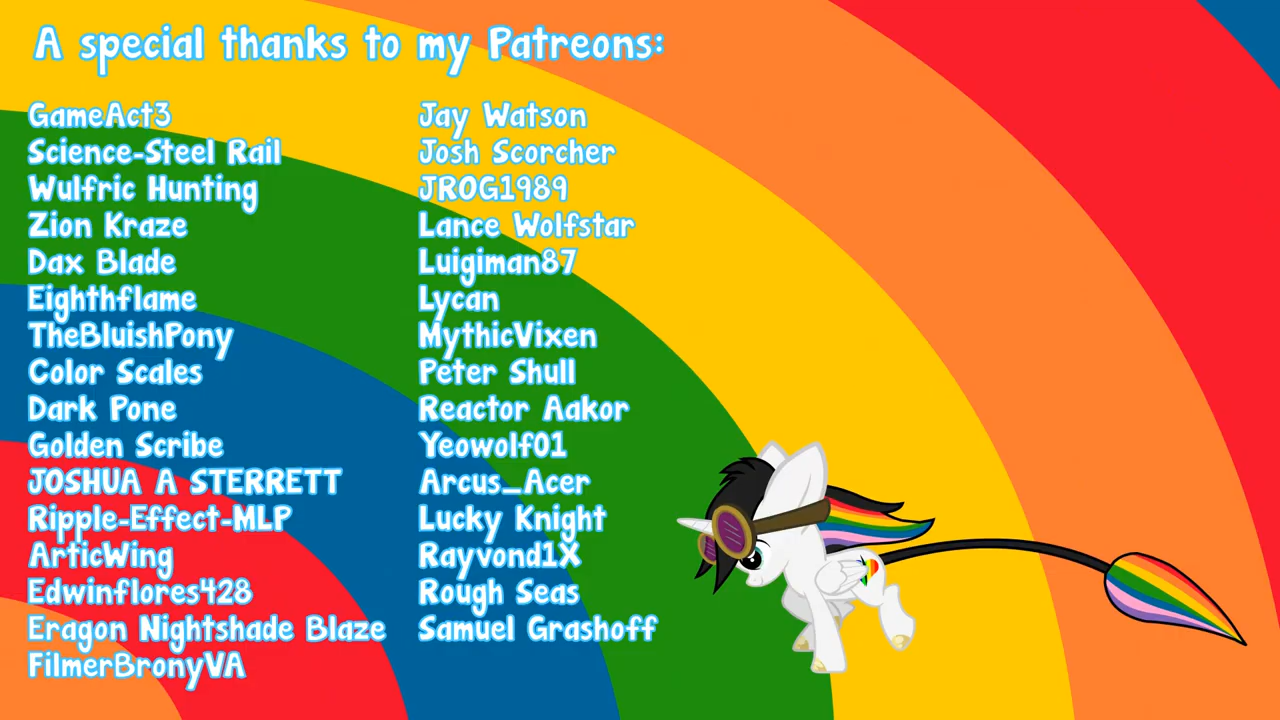 A special thanks to my Patreons:
GameAct3
Science-Steel Rail
Wulfric Hunting
Zion Kraze
Dax Blade
Eighthflame
TheBluishPony
Color Scales
Dark Pone
Golden Scribe
JOSHUA A STERRETT
Ripple-Effect-MLP
ArticWing
Edwinflores428
Eragon Nightshade Blaze
FilmerBronyVA
Jay Watson
Josh Scorcher
JROG1989
Lance Wolfstar
Luigiman87
Lycan
MythicVixen
Peter Shull
Reactor Aakor
Yeowolf01
Arcus_Acer
Lucky Knight
Rayvond1X
Rough Seas
Samuel Grashoff